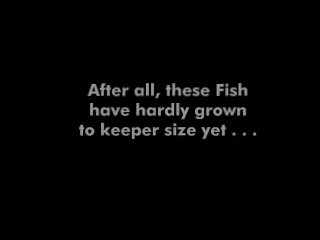 After all, these Fish
have hardly grown
to keeper size yet . . .